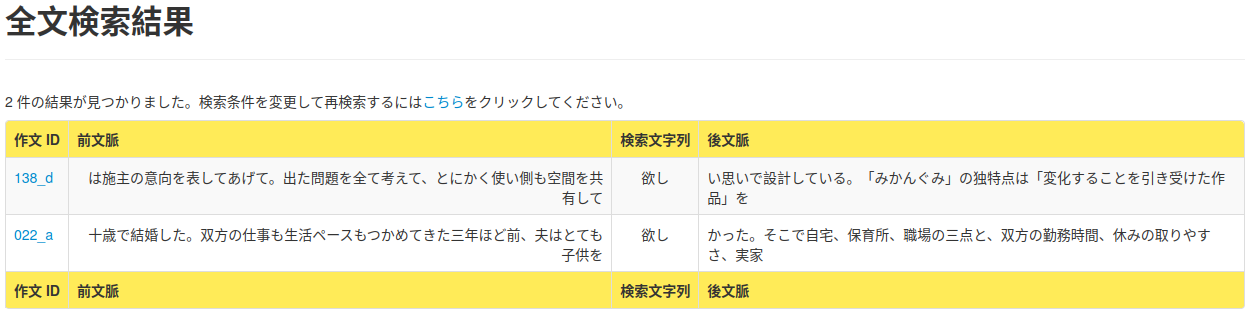 全文検索結果
2 件の結果が見つかりました。検索条件を変更して再検索するにはこちらをクリックしてください。
作文 ID 前文脈 検索文字列 後文脈
138_d は施主の意向を表してあげて。出た問題を全て考えて、とにかく使い側も空間を共 欲し い思いで設計している。「みかんぐみ」の独特点は「変化することを引き受けた作
有して 品」を
022_a 十歳で結婚した。双方の仕事も生活ペースもつかめてきた三年ほど前、夫はとても 欲し かった。そこで自宅、保育所、職場の三点と、双方の勤務時間、休みの取りやす
子供を さ、実家
作文 ID 前文脈 検索文字列 後文脈